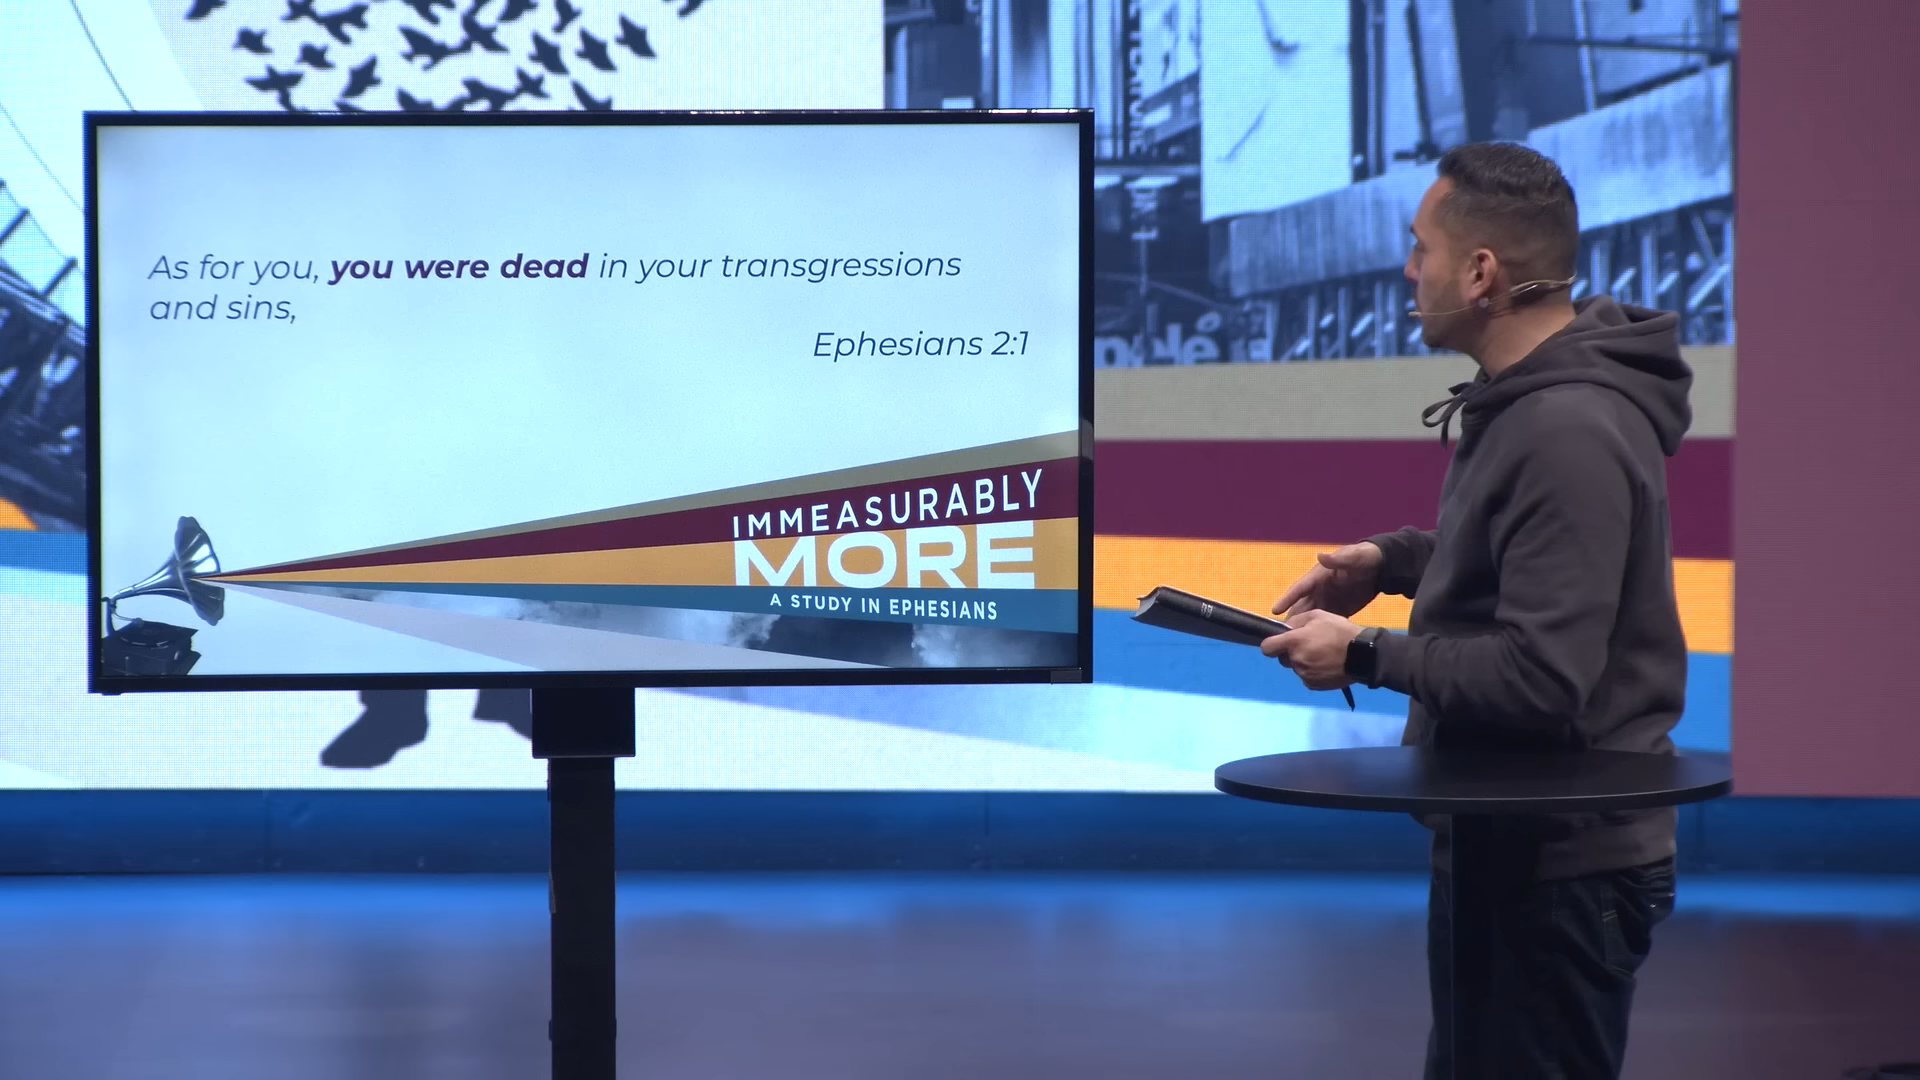 As for you, you were dead in your transgressions
and sins,
Ephesians 2:1
IMMEASURABLY
MORE
A STUDY IN EPHESIANS